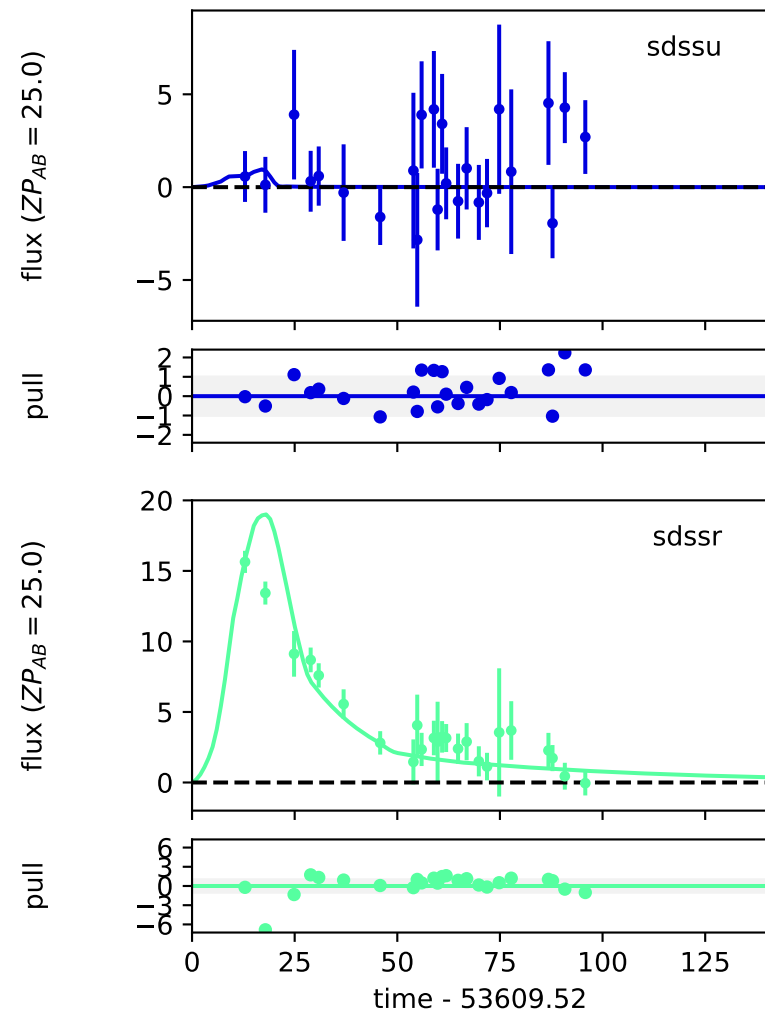 sdssu
flux (ZP_AB = 25.0)
5
0
−5
pull
2
1
0
−1
−2
sdssr
flux (ZP_AB = 25.0)
20
15
10
5
0
pull
6
3
0
−3
−6
0 25 50 75 100 125
time - 53609.52